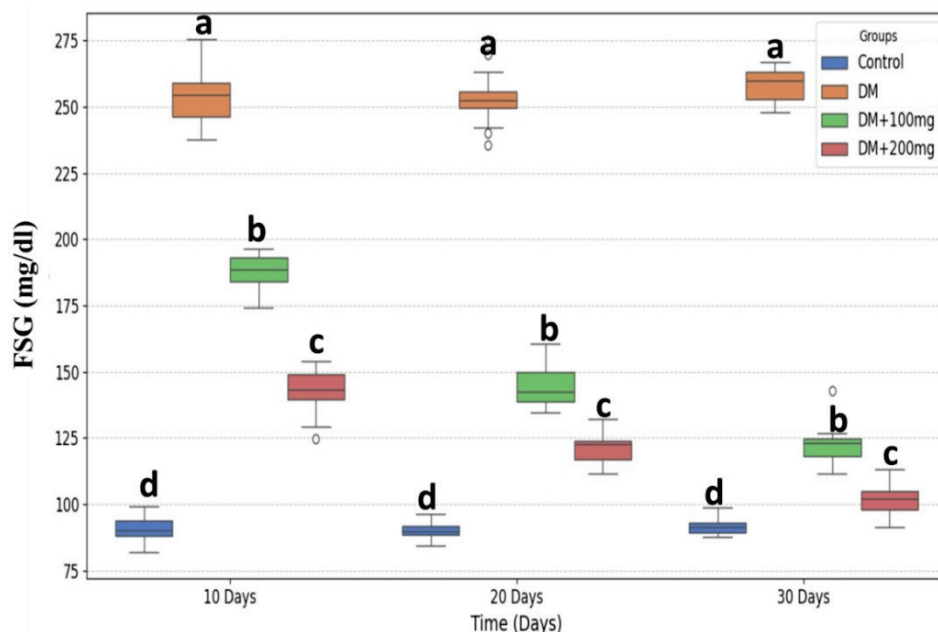 a
a
a
Groups
Control
DM
DM+100mg
DM+200mg
275
250
225
200
175
150
125
100
75
FSG (mg/dl)
b
c
d
b
c
d
b
c
d
10 Days
20 Days
30 Days
Time (Days)